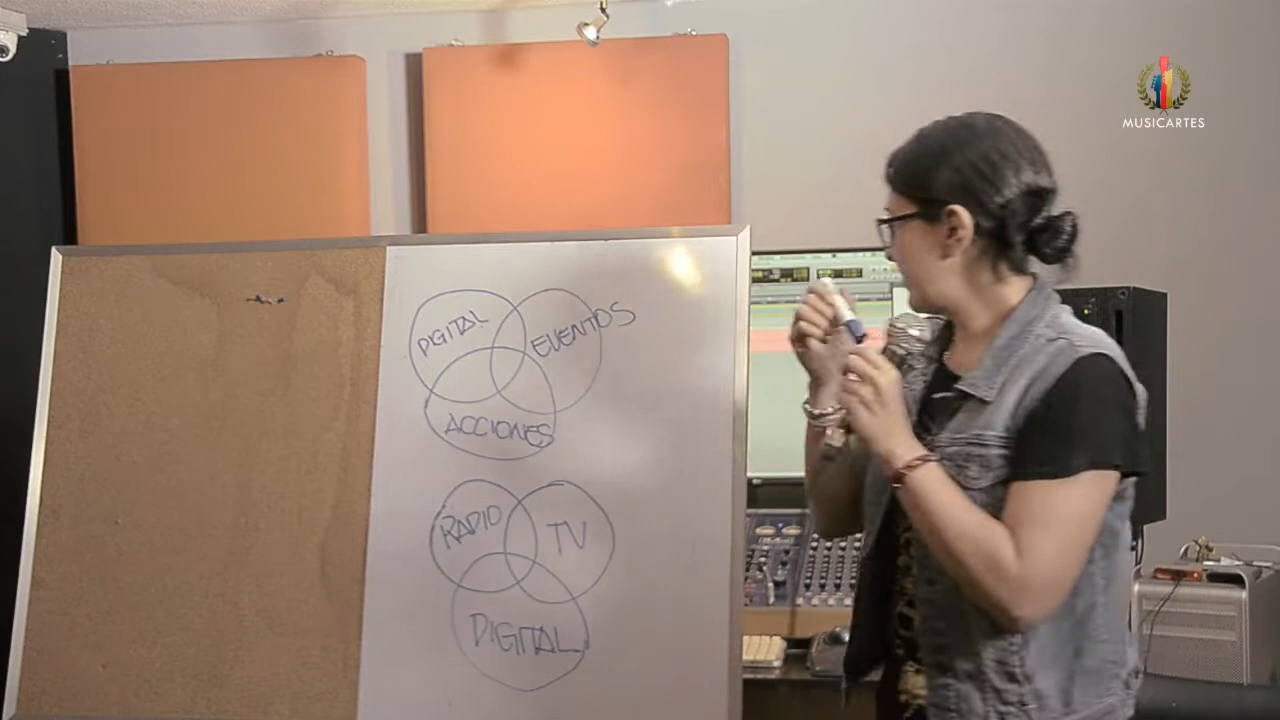 MUSICARTES
DIGITAL
EVENTOS
ACCIONES
RADIO
TV
DIGITAL